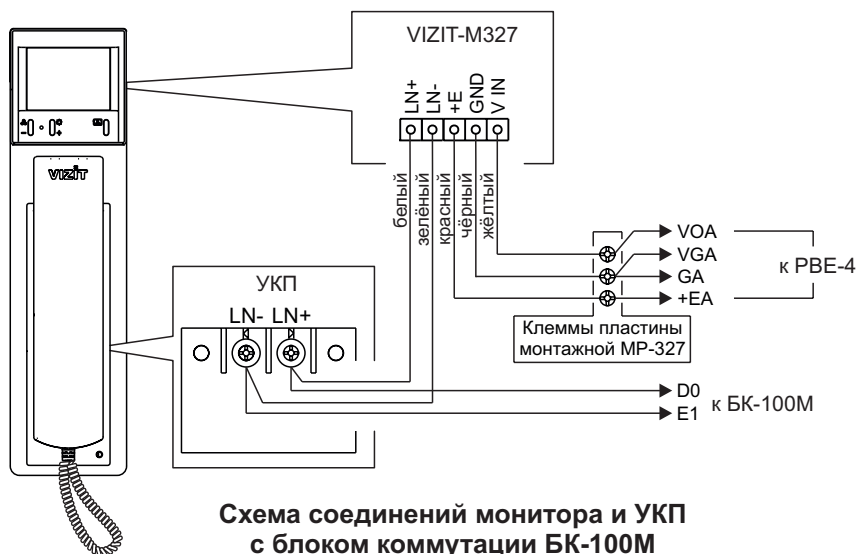 VIZIT-M327
LN+
LN-
+E
GND
V IN
белый
зелёный
красный
чёрный
жёлтый
VIZIT
УКП
LN- LN+
VOA
VGA
GA
+EA
к PBE-4
Клеммы пластины
монтажной МР-327
D0
E1
к БК-100М
Схема соединений монитора и УКП
с блоком коммутации БК-100М